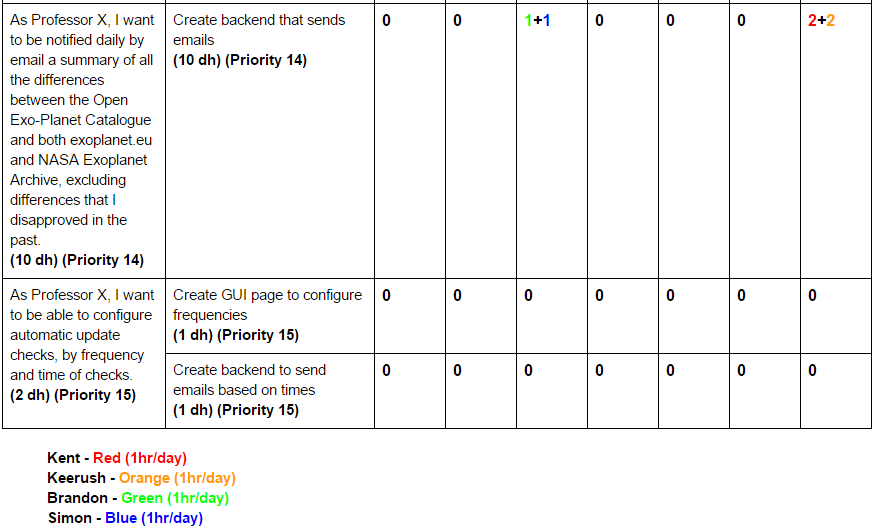 As Professor X, I want
to be notified daily by
email a summary of all
the differences
between the Open
Exo-Planet Catalogue
and both exoplanet.eu
and NASA Exoplanet
Archive, excluding
differences that I
disapproved in the
past.
(10 dh) (Priority 14)
Create backend that sends
emails
(10 dh) (Priority 14)
0 0 1+1 0 0 0 2+2
As Professor X, I want
to be able to configure
automatic update
checks, by frequency
and time of checks.
(2 dh) (Priority 15)
Create GUI page to configure
frequencies
(1 dh) (Priority 15)
0 0 0 0 0 0 0
Create backend to send
emails based on times
(1 dh) (Priority 15)
0 0 0 0 0 0 0
Kent - Red (1hr/day)
Keerush - Orange (1hr/day)
Brandon - Green (1hr/day)
Simon - Blue (1hr/day)